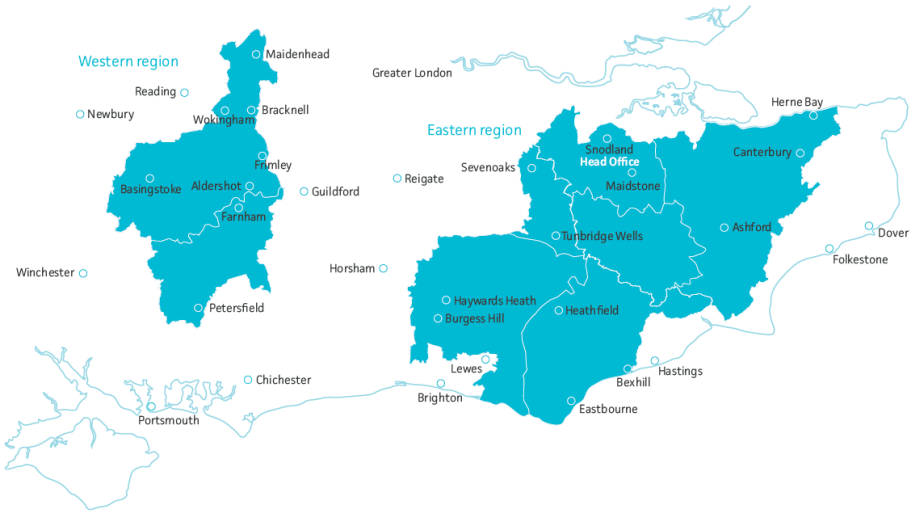 Maidenhead
Western region
Greater London
Reading
Herne Bay
Newbury
Wokingham
Bracknell
Eastern region
Snodland
Head Office
Canterbury
Frimley
Sevenoaks
Basingstoke
Aldershot
Guildford
Reigate
Maidstone
Farnham
Ashford
Dover
Tunbridge Wells
Folkestone
Winchester
Horsham
Haywards Heath
Petersfield
Burgess Hill
Heathfield
Lewes
Hastings
Chichester
Bexhill
Brighton
Eastbourne
Portsmouth